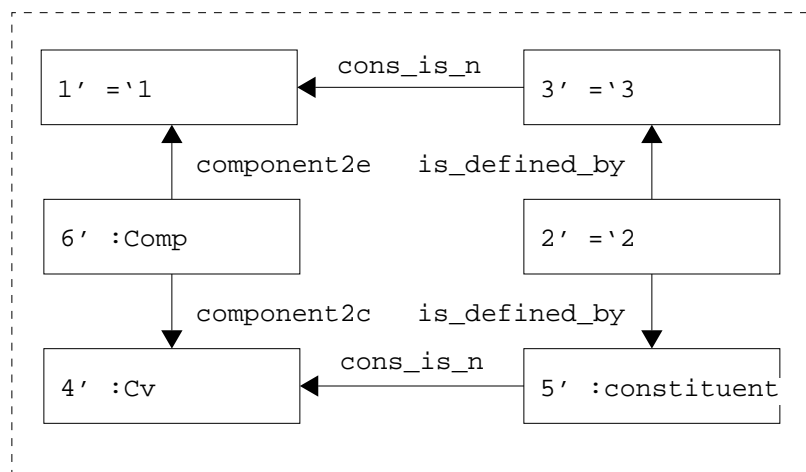 cons_is_n
1′ =‘1
3′ =‘3
component2e
is_defined_by
6′ :Comp
2′ =‘2
component2c
is_defined_by
cons_is_n
4′ :Cv
5′ :constituent